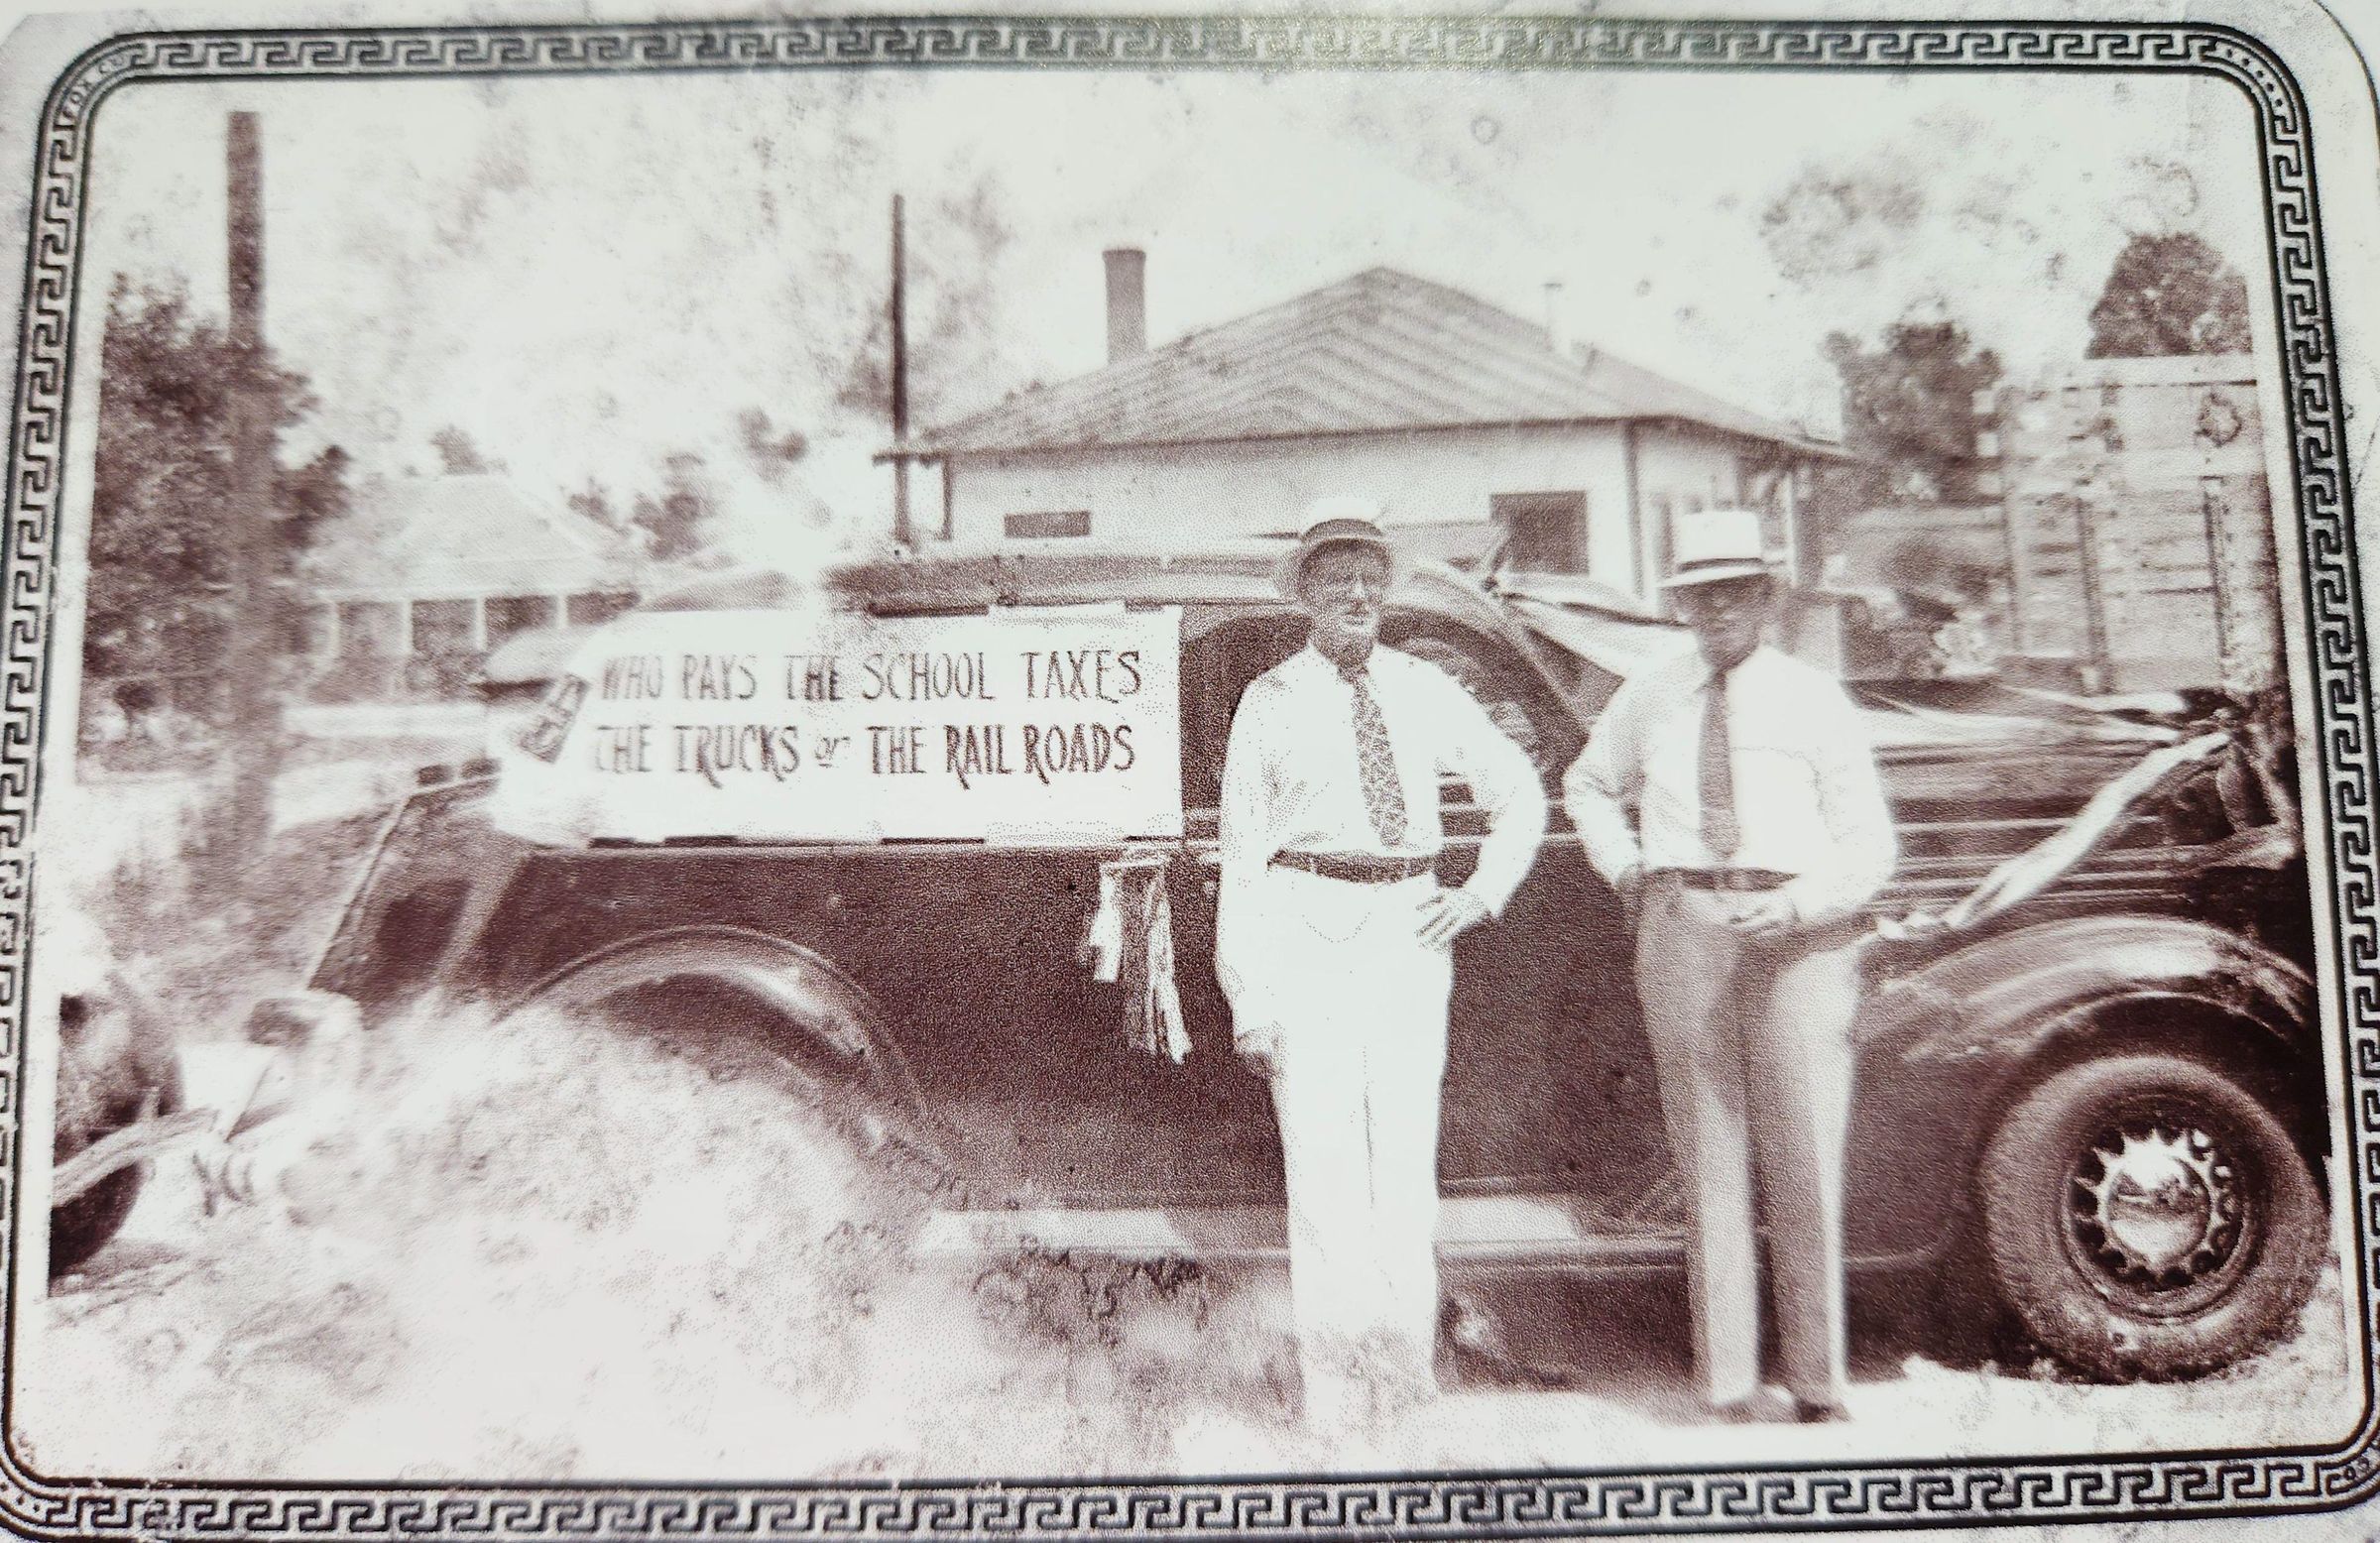 WHO PAYS THE SCHOOL TAXES
THE TRUCKS or THE RAIL ROADS